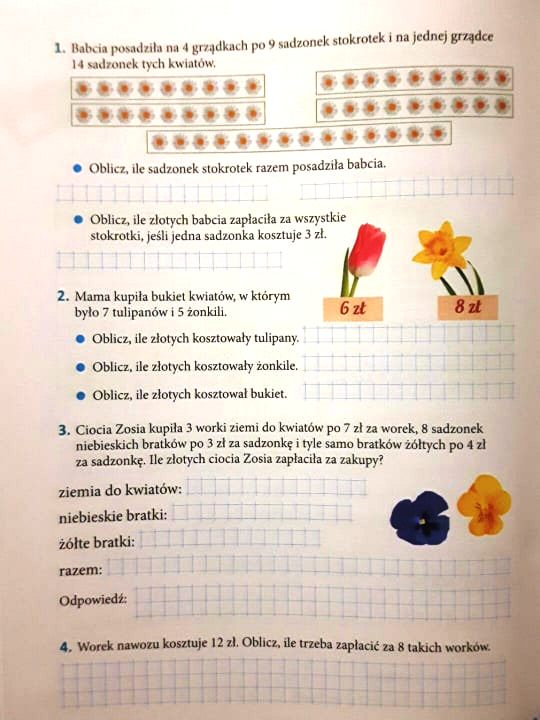 1. Babcia posadziła na 4 grządkach po 9 sadzonek stokrotek i na jednej grządce
14 sadzonek tych kwiatów.
Oblicz, ile sadzonek stokrotek razem posadziła babcia.
Oblicz, ile złotych babcia zapłaciła za wszystkie
stokrotki, jeśli jedna sadzonka kosztuje 3 zł.
2. Mama kupiła bukiet kwiatów, w którym
było 7 tulipanów i 5 żonkili.
6 zł
8 zł
Oblicz, ile złotych kosztowały tulipany.
Oblicz, ile złotych kosztowały żonkile.
Oblicz, ile złotych kosztował bukiet.
3. Ciocia Zosia kupiła 3 worki ziemi do kwiatów po 7 zł za worek, 8 sadzonek
niebieskich bratków po 3 zł za sadzonkę i tyle samo bratków żółtych po 4 zł
za sadzonkę. Ile złotych ciocia Zosia zapłaciła za zakupy?
ziemia do kwiatów:
niebieskie bratki:
żółte bratki:
razem:
Odpowiedź:
4. Worek nawozu kosztuje 12 zł. Oblicz, ile trzeba zapłacić za 8 takich worków.